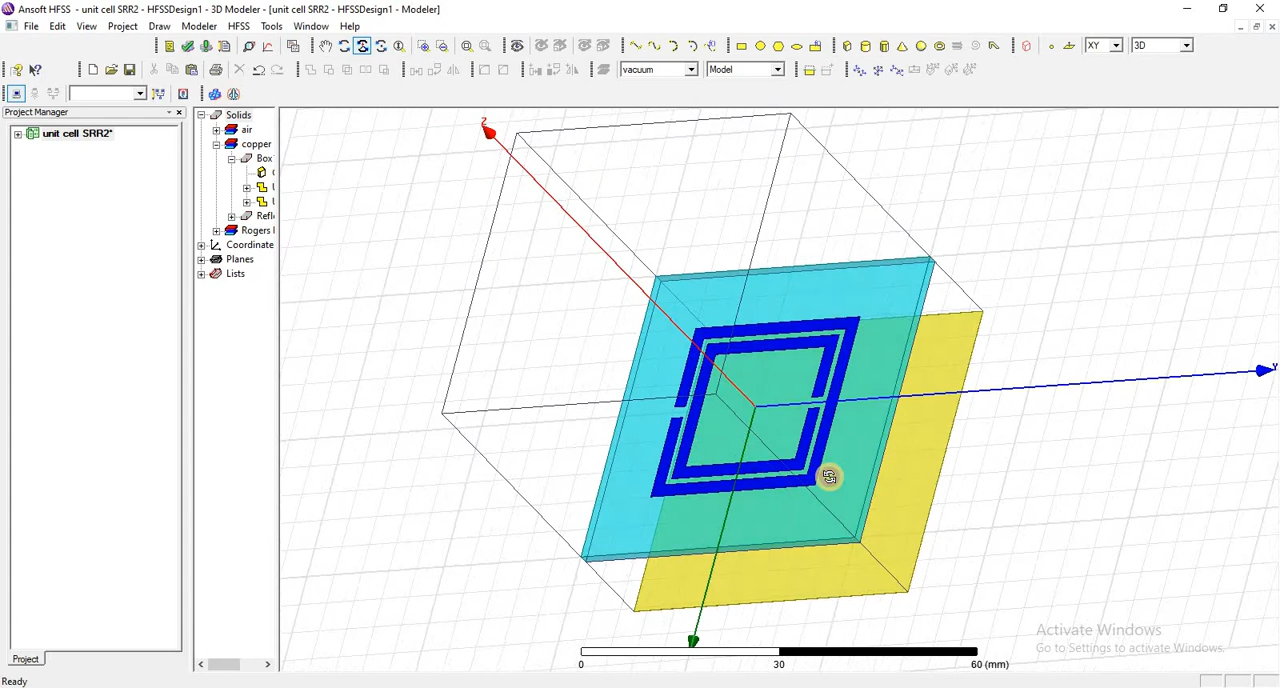 Ansoft HFSS - unit cell SRR2 - HFSSDesign1 - 3D Modeler - [unit cell SRR2 - HFSSDesign1 - Modeler]
File Edit View Project Draw Modeler HFSS Tools Window Help
XY 3D
vacuum Model
Project Manager
unit cell SRR2*
Solids
air
copper
Box
Refle
Rogers
Coordinate
Planes
Lists
Z
Y
0 30 60 (mm)
Activate Windows
Go to Settings to activate Windows.
Project
Ready